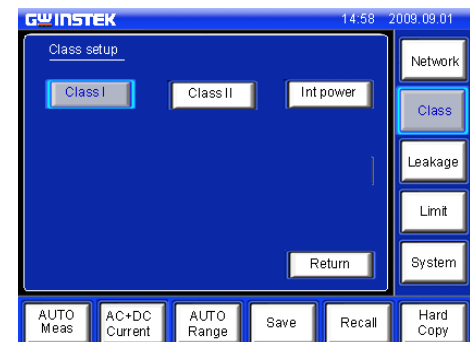 GWINSTEK 14:58 2009.09.01
Class setup
Network
Class I Class II Int power
Class
Leakage
Limit
Return System
AUTO Meas AC+DC Current AUTO Range Save Recall Hard Copy